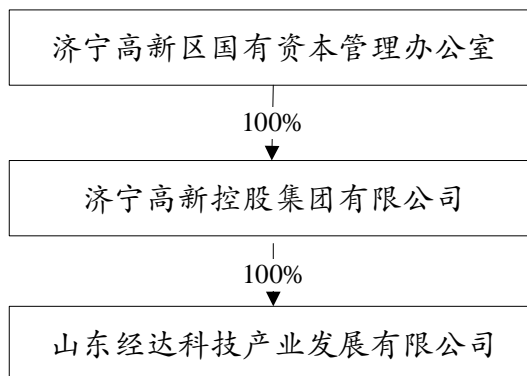 济宁高新区国有资本管理办公室
100%
济宁高新控股集团有限公司
100%
山东经达科技产业发展有限公司